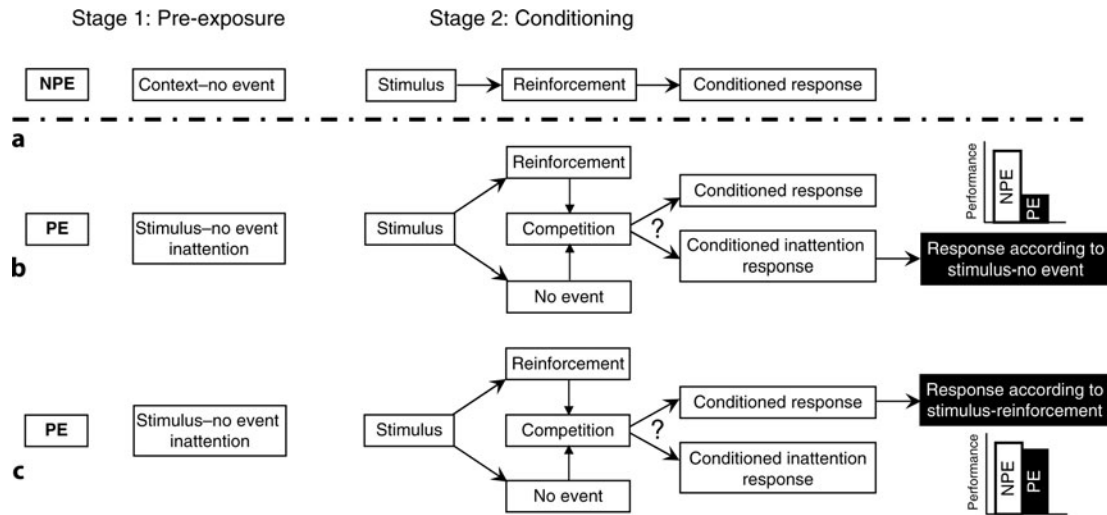 Stage 1: Pre-exposure
Stage 2: Conditioning
NPE
Context–no event
Stimulus
Reinforcement
Conditioned response
a
PE
Stimulus–no event
inattention
Stimulus
Reinforcement
Competition
No event
?
Conditioned response
Conditioned inattention
response
Performance
NPE
PE
Response according to
stimulus-no event
b
PE
Stimulus–no event
inattention
Stimulus
Reinforcement
Competition
No event
?
Conditioned response
Conditioned inattention
response
Response according to
stimulus-reinforcement
Performance
NPE
PE
c